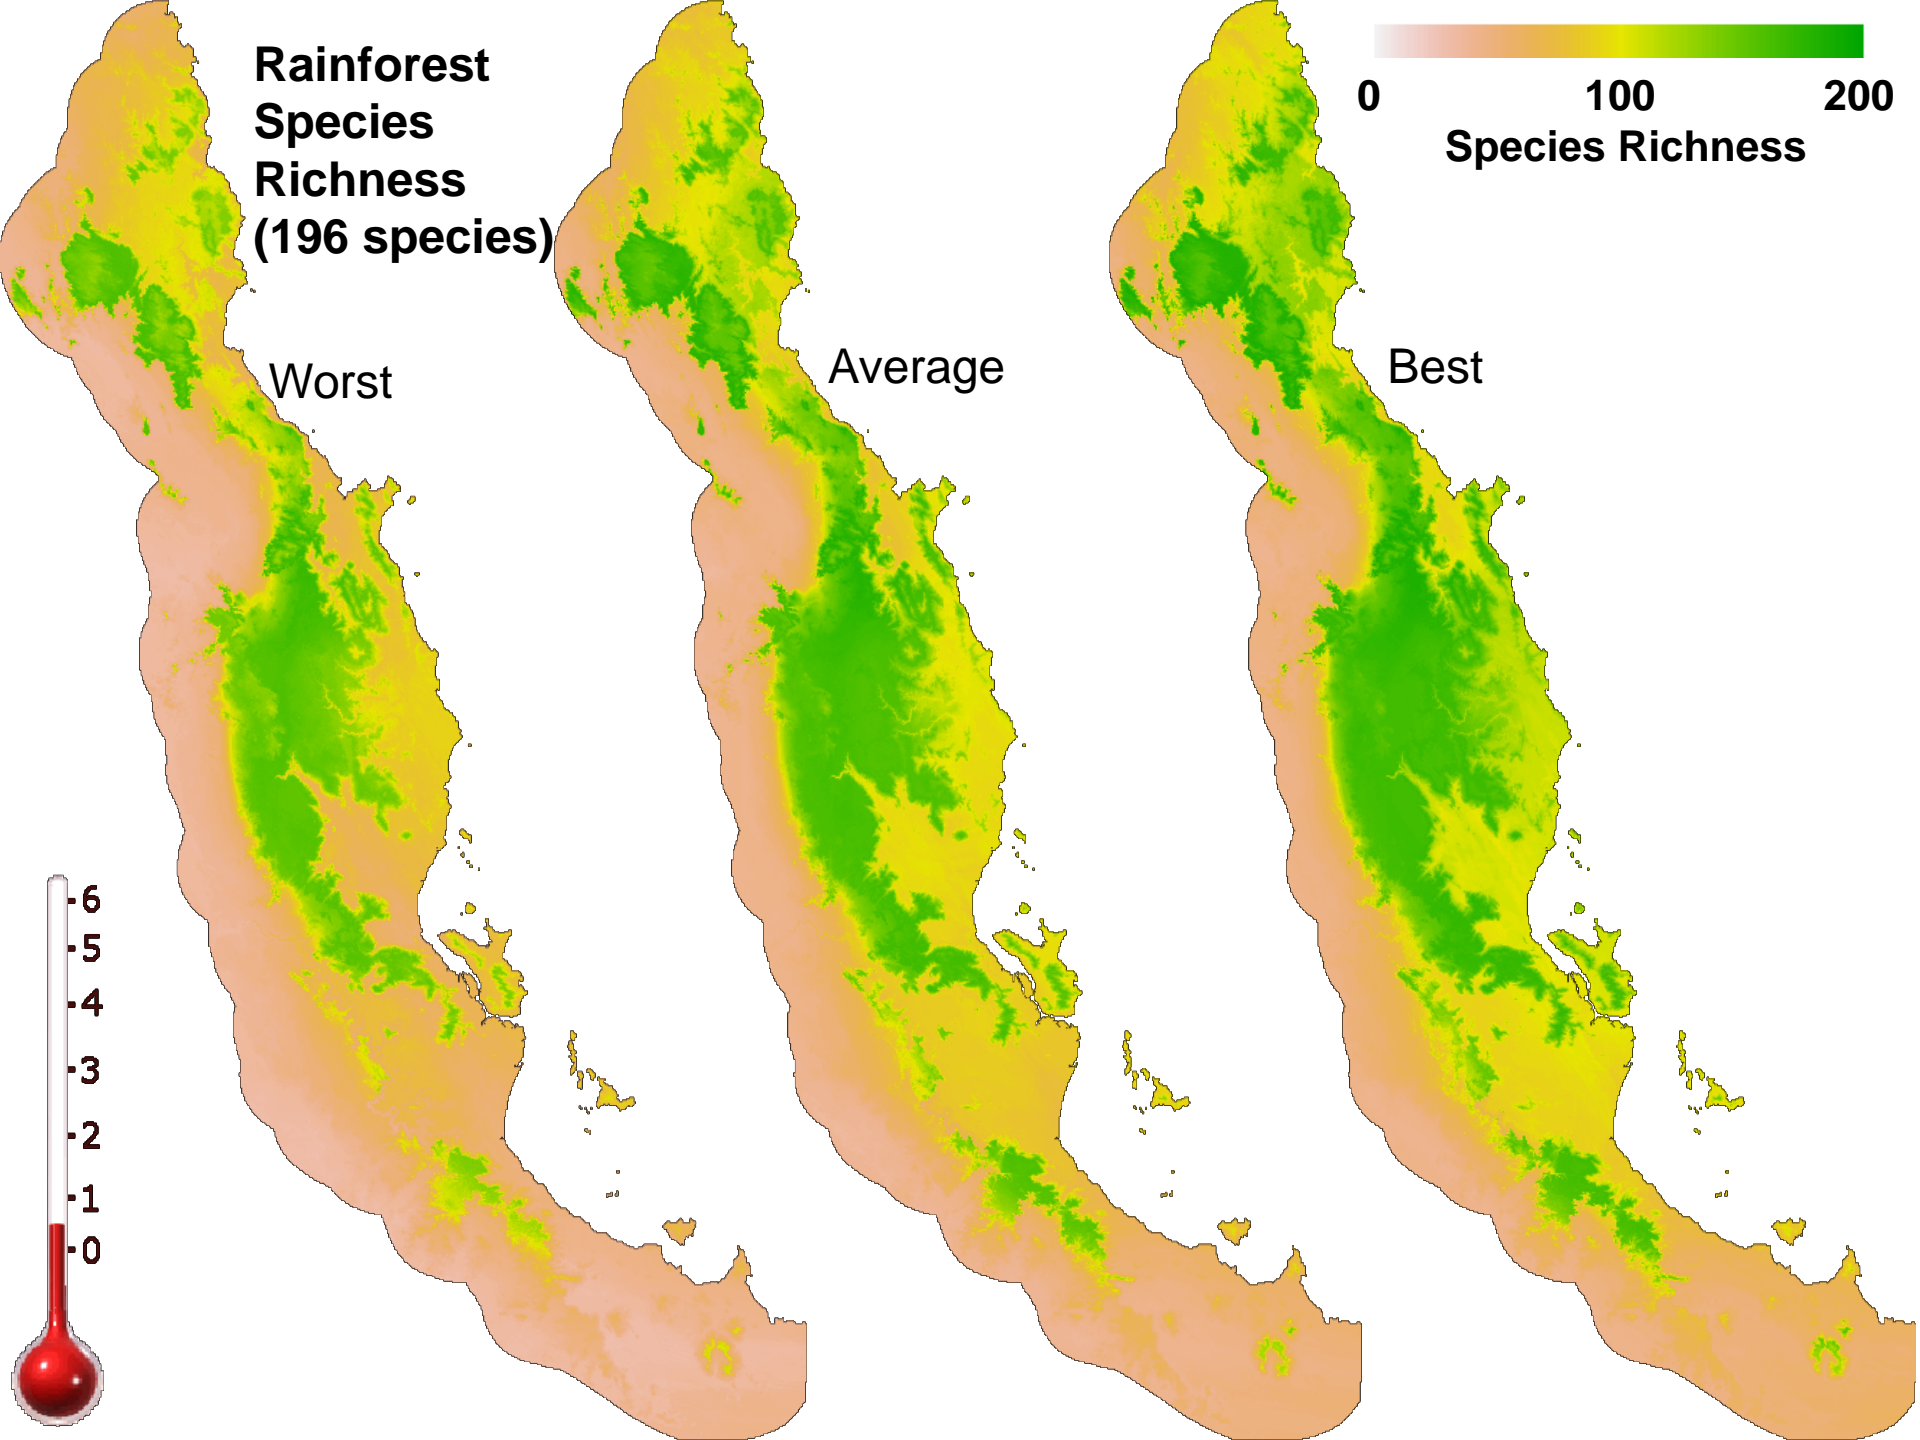 Rainforest
Species
Richness
(196 species)
0 100 200
Species Richness
Worst
Average
Best
6
5
4
3
2
1
0